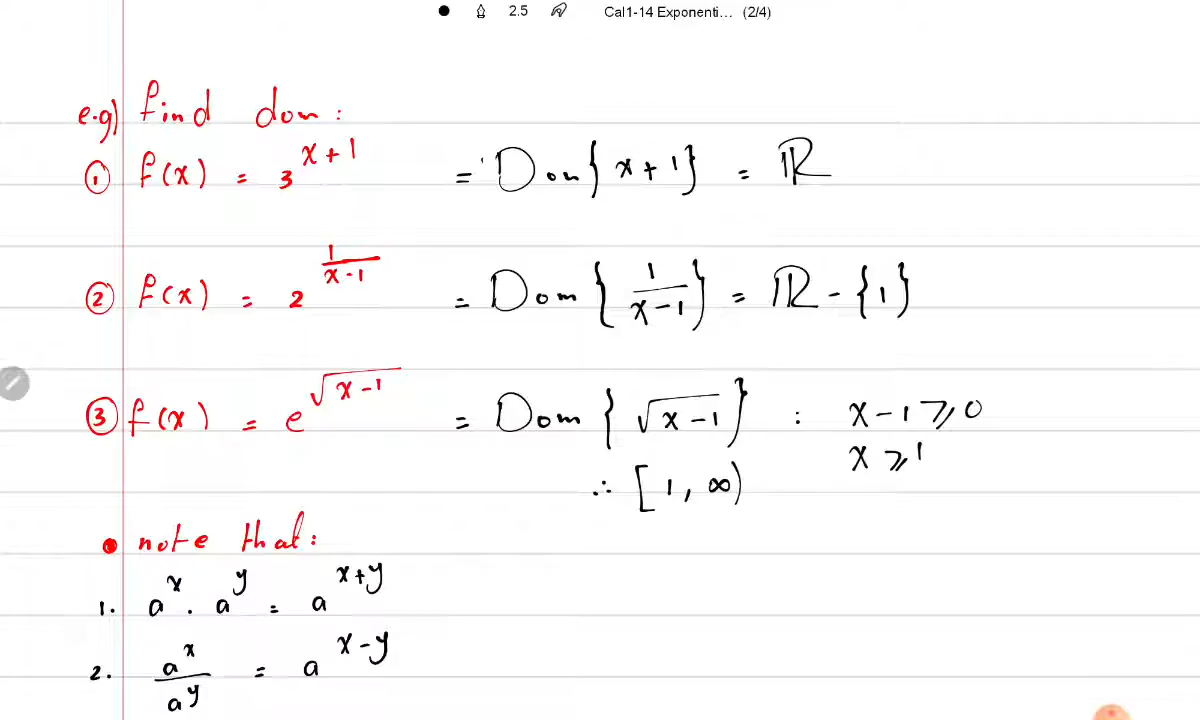 2.5 Cal1-14 Exponenti... (2/4)
e.g) find dom:
① f(x) = 3^(x+1) = Dom{x+1} = ℝ
② f(x) = 2^(1/(x-1)) = Dom{1/(x-1)} = ℝ - {1}
③ f(x) = e^(√(x-1)) = Dom{√(x-1)} : x-1 ⩾ 0
x ⩾ 1
∴ [1, ∞)
• note that:
1. a^x . a^y = a^(x+y)
2. a^x/a^y = a^(x-y)